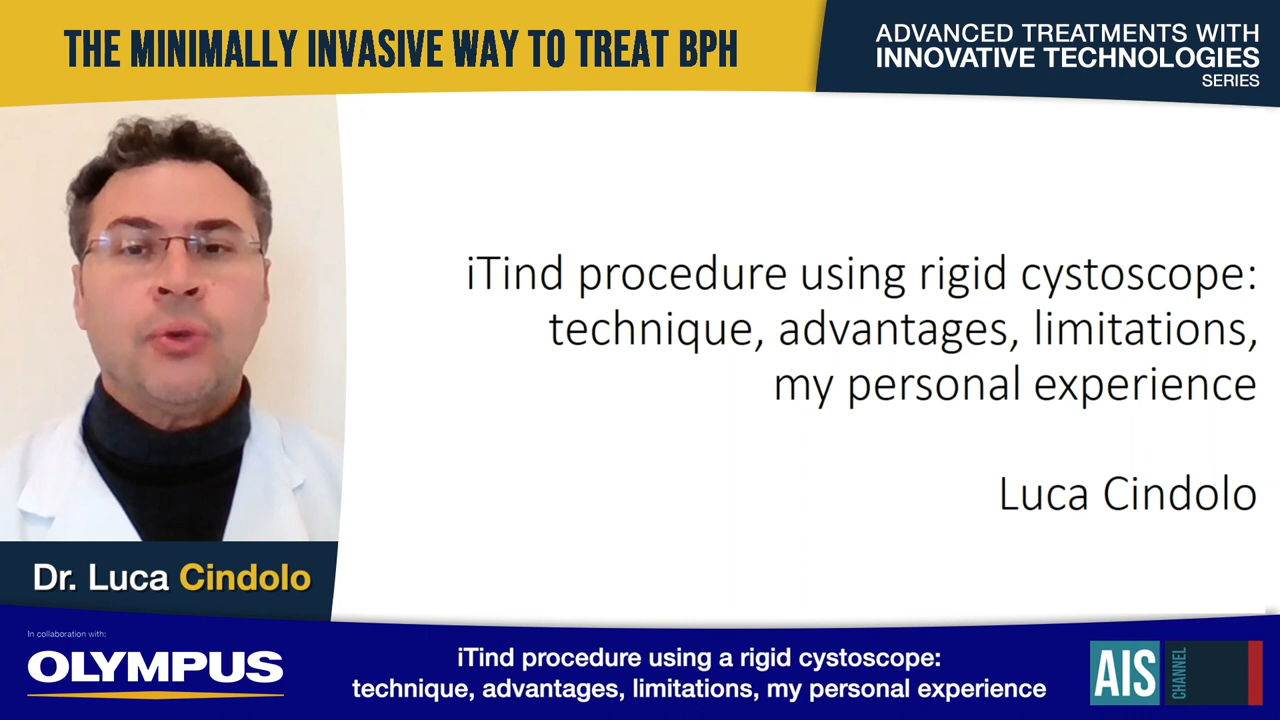 THE MINIMALLY INVASIVE WAY TO TREAT BPH
ADVANCED TREATMENTS WITH
INNOVATIVE TECHNOLOGIES
SERIES
iTind procedure using rigid cystoscope:
technique, advantages, limitations,
my personal experience
Luca Cindolo
Dr. Luca Cindolo
In collaboration with:
OLYMPUS
iTind procedure using a rigid cystoscope:
technique, advantages, limitations, my personal experience
AIS
CHANNEL